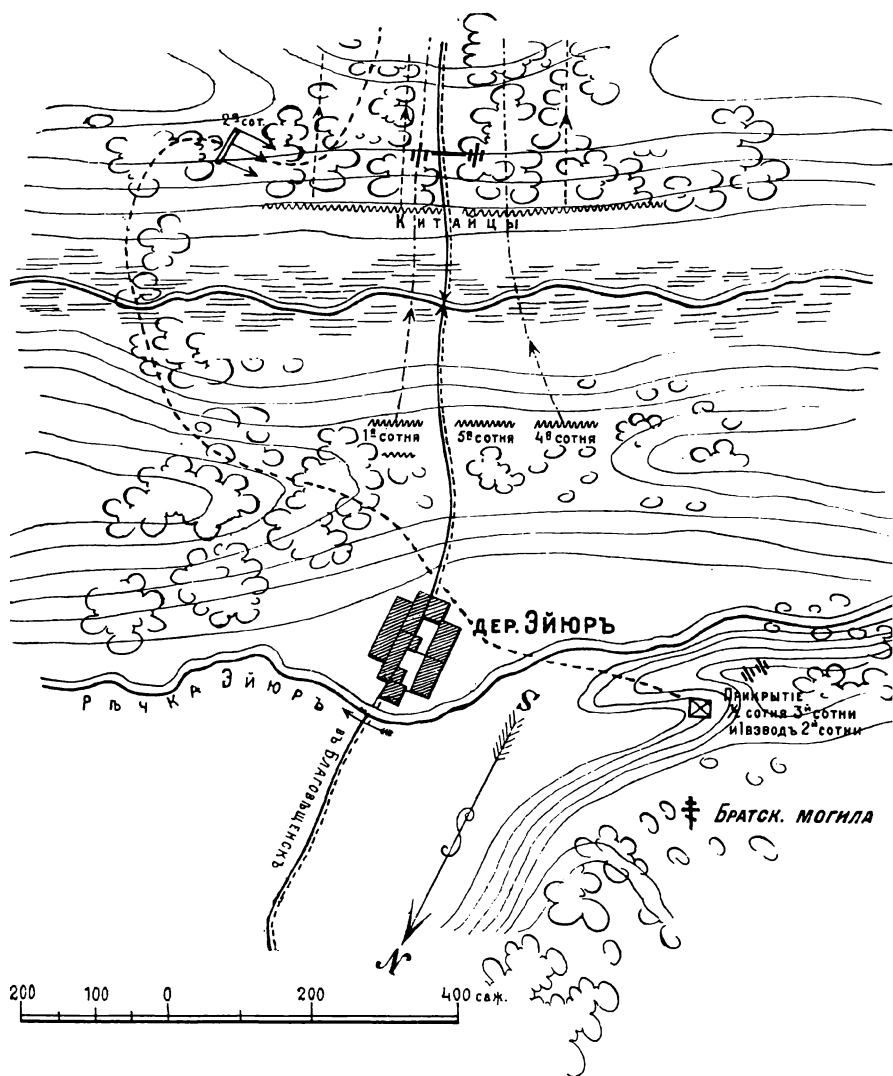 2я сот.
Китайцы
1я сотня
5я сотня
4я сотня
дер. Эйюръ
Рѣчка Эйюръ
Прикрытіе
½ сотня 3й сотни
и 1 взводъ 2й сотни
S
въ Благовѣщенскъ
Братск. могила
N
200 100 0 200 400 саж.